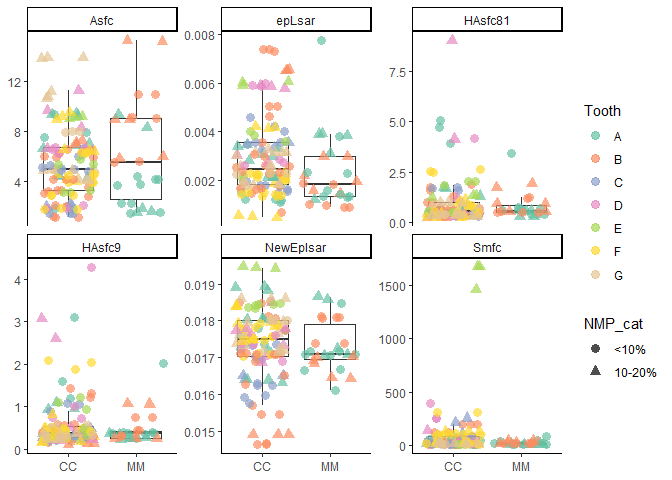 Asfc
epLsar
HAsfc81
12
8
4
0.008
0.006
0.004
0.002
7.5
5.0
2.5
0.0
HAsfc9
NewEplsar
Smfc
4
3
2
1
0
0.019
0.018
0.017
0.016
0.015
1500
1000
500
0
CC
MM
CC
MM
CC
MM
Tooth
A
B
C
D
E
F
G
NMP_cat
<10%
10-20%